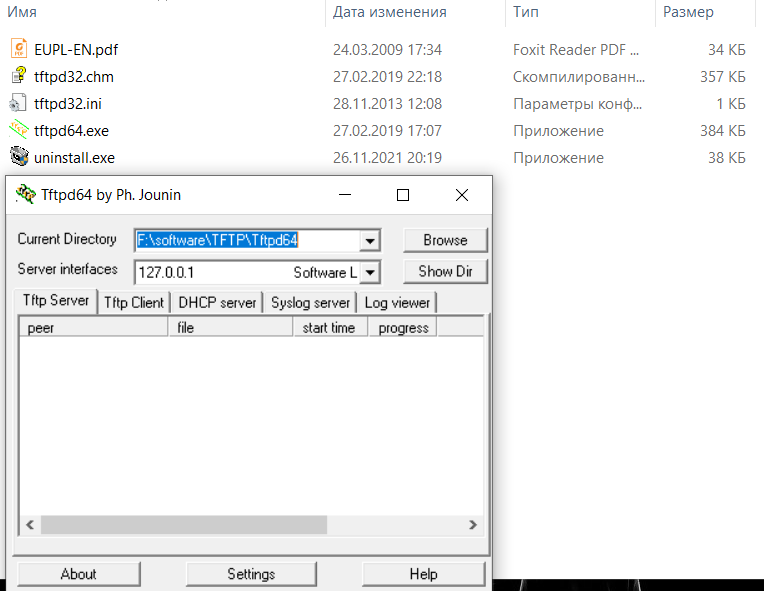 Имя Дата изменения Тип Размер
EUPL-EN.pdf 24.03.2009 17:34 Foxit Reader PDF ... 34 КБ
tftpd32.chm 27.02.2019 22:18 Скомпилированн... 357 КБ
tftpd32.ini 28.11.2013 12:08 Параметры конф... 1 КБ
tftpd64.exe 27.02.2019 17:07 Приложение 384 КБ
uninstall.exe 26.11.2021 20:19 Приложение 38 КБ
Tftpd64 by Ph. Jounin
Current Directory F:\software\TFTP\Tftpd64 Browse
Server interfaces 127.0.0.1 Software L Show Dir
Tftp Server Tftp Client DHCP server Syslog server Log viewer
peer file start time progress
About Settings Help